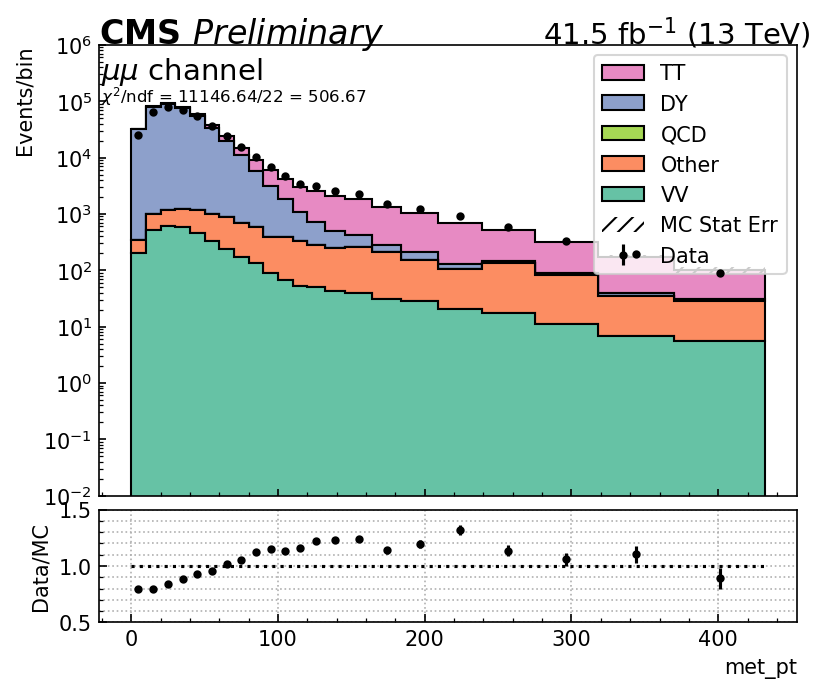 CMS Preliminary 41.5 fb⁻¹ (13 TeV)
μμ channel
χ²/ndf = 11146.64/22 = 506.67
Events/bin
10⁶
10⁵
10⁴
10³
10²
10¹
10⁰
10⁻¹
10⁻²
TT
DY
QCD
Other
VV
MC Stat Err
Data
Data/MC
1.5
1.0
0.5
0 100 200 300 400
met_pt